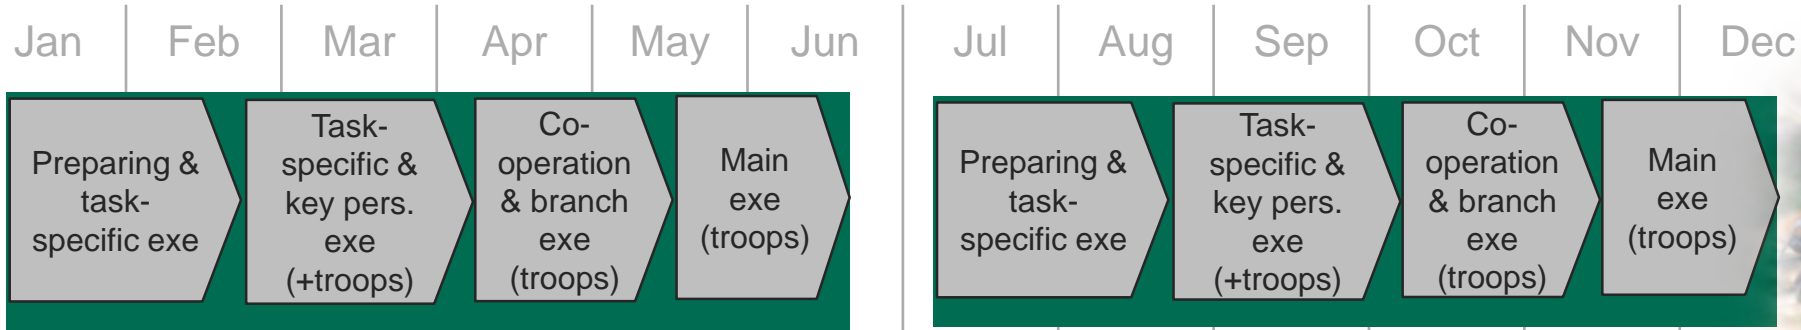 Jan Feb Mar Apr May Jun Jul Aug Sep Oct Nov Dec
Preparing &
task-
specific exe
Task-
specific &
key pers.
exe
(+troops)
Co-
operation
& branch
exe
(troops)
Main
exe
(troops)
Preparing &
task-
specific exe
Task-
specific &
key pers.
exe
(+troops)
Co-
operation
& branch
exe
(troops)
Main
exe
(troops)